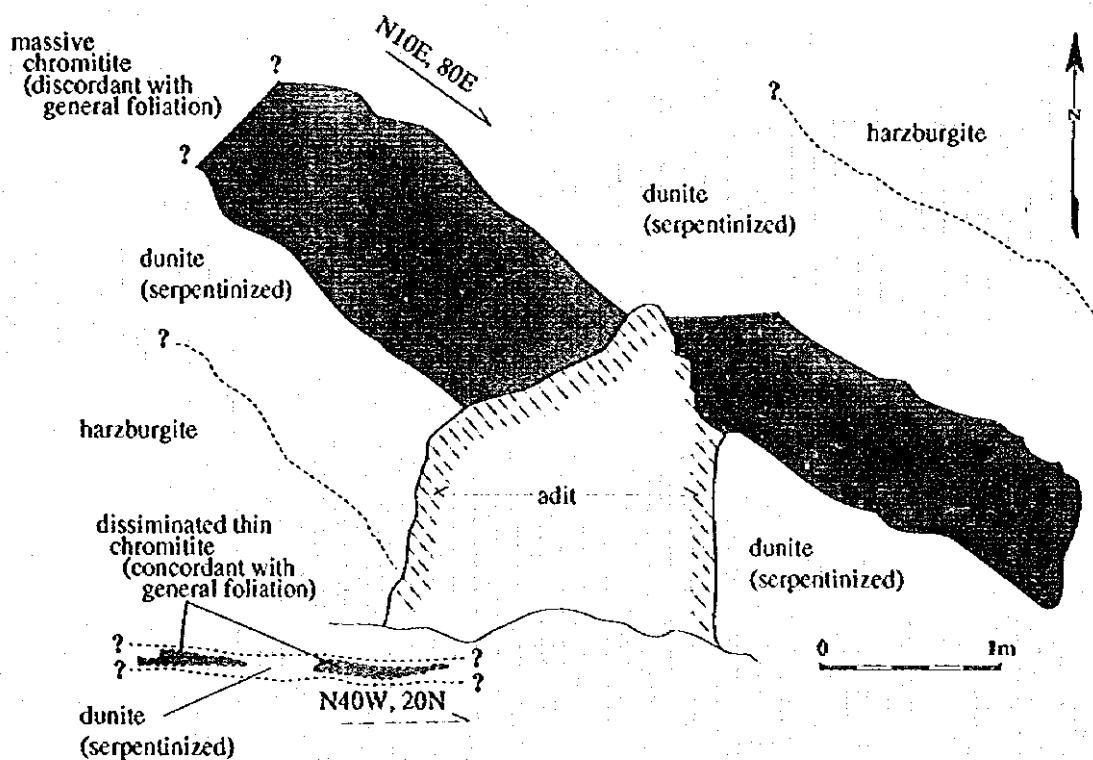 massive
chromitite
(discordant with
general foliation)
?
?
N10E, 80E
N
?
harzburgite
dunite
(serpentinized)
dunite
(serpentinized)
?
harzburgite
adit
dissiminated thin
chromitite
(concordant with
general foliation)
dunite
(serpentinized)
?
?
?
?
N40W, 20N
dunite
(serpentinized)
0
1m